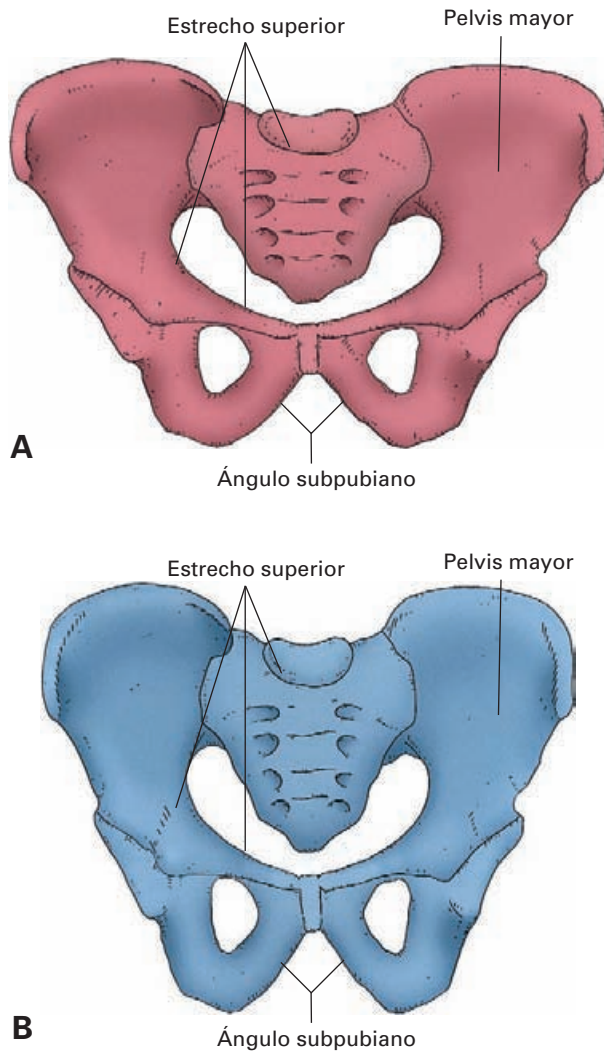 Estrecho superior
Pelvis mayor
A
Ángulo subpubiano
Estrecho superior
Pelvis mayor
B
Ángulo subpubiano